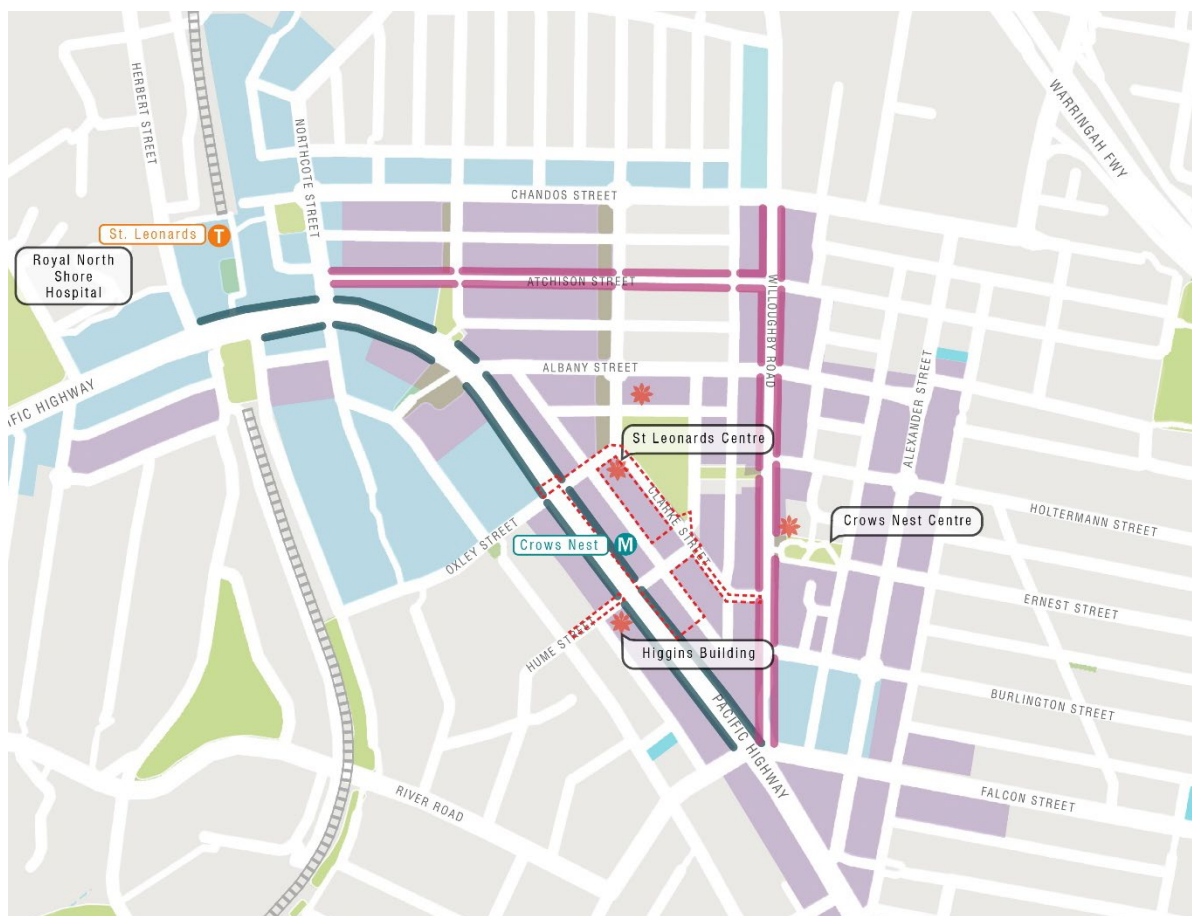 HERBERT STREET
NORTHCOTE STREET
WARRINGAH FWY
CHANDOS STREET
St. Leonards
T
Royal North
Shore
Hospital
ATCHISON STREET
WILLOUGHBY ROAD
ALBANY STREET
IFIC HIGHWAY
ALEXANDER STREET
St Leonards Centre
CLARKE STREET
HOLTERMANN STREET
Crows Nest Centre
OXLEY STREET
Crows Nest
M
ERNEST STREET
HUME STREET
Higgins Building
BURLINGTON STREET
PACIFIC HIGHWAY
RIVER ROAD
FALCON STREET